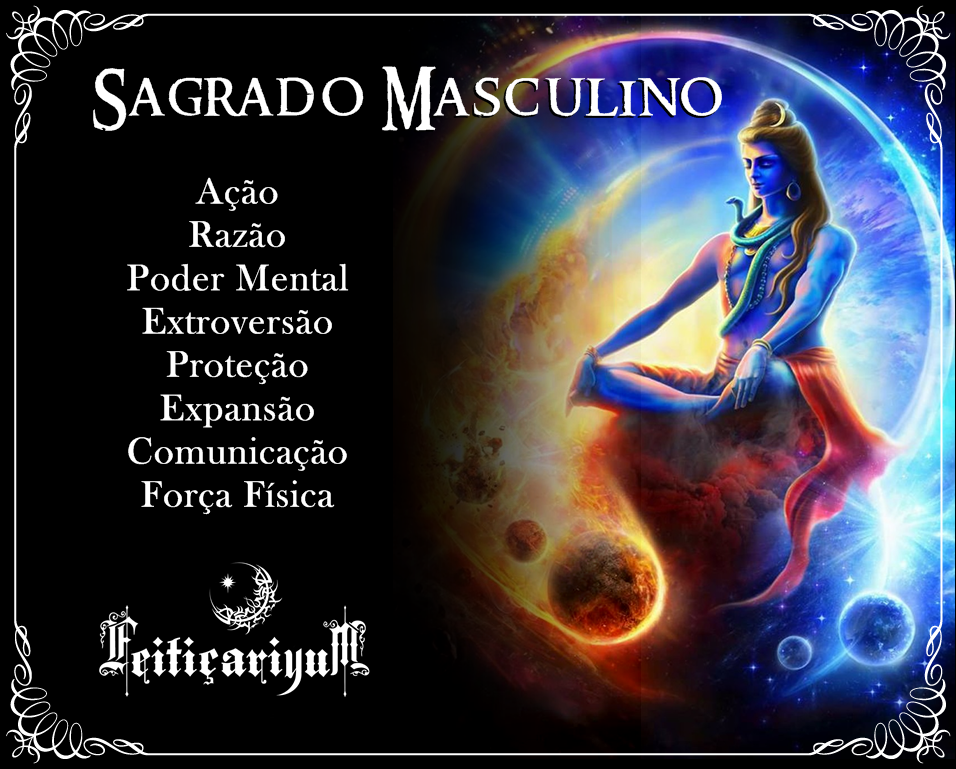 Sagrado Masculino
Ação
Razão
Poder Mental
Extroversão
Proteção
Expansão
Comunicação
Força Física
FeitiçariyuM